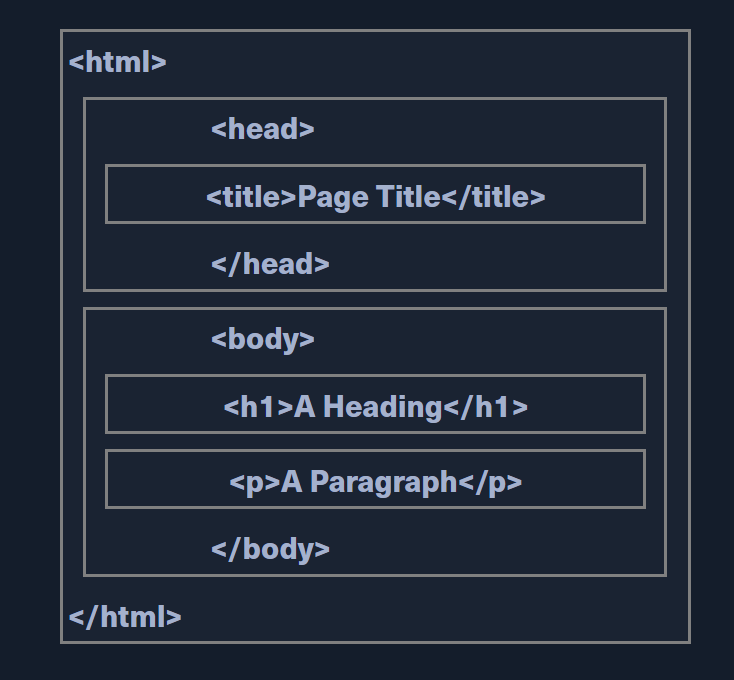 <html>
<head>
<title>Page Title</title>
</head>
<body>
<h1>A Heading</h1>
<p>A Paragraph</p>
</body>
</html>